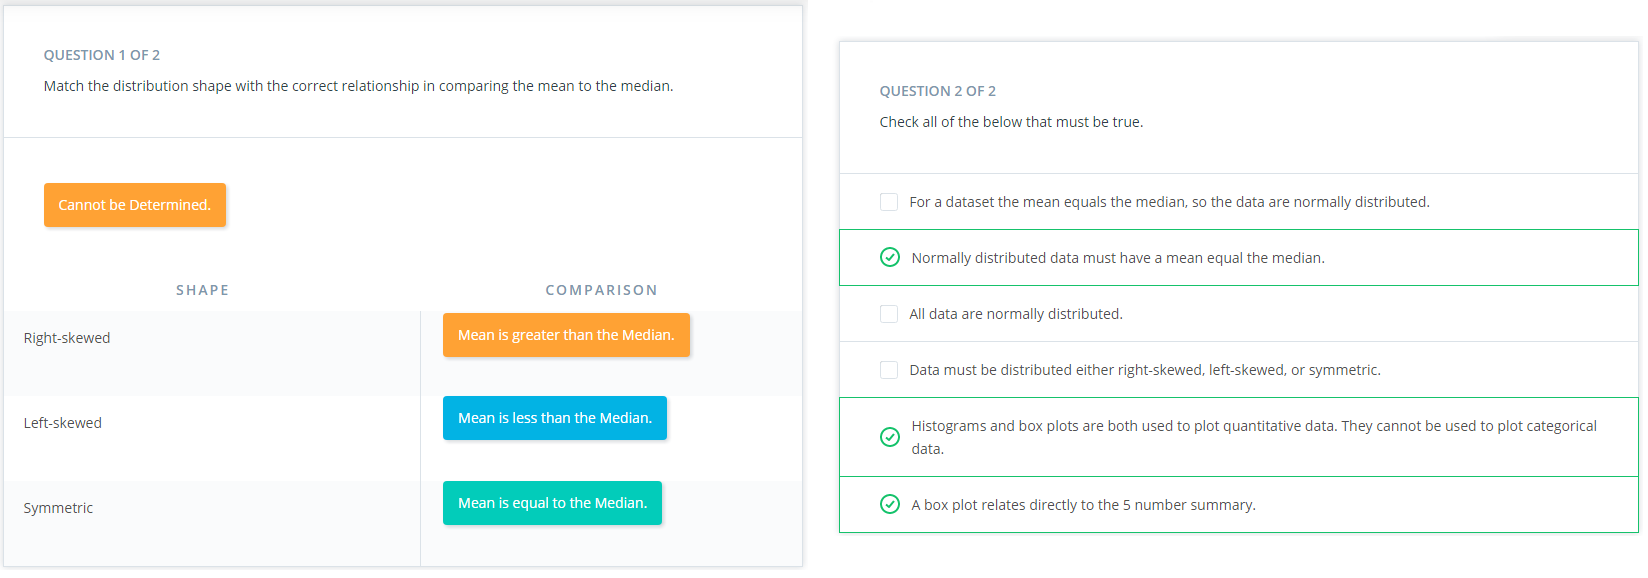 QUESTION 1 OF 2
Match the distribution shape with the correct relationship in comparing the mean to the median.
Cannot be Determined.
SHAPE
COMPARISON
Right-skewed
Mean is greater than the Median.
Left-skewed
Mean is less than the Median.
Symmetric
Mean is equal to the Median.
QUESTION 2 OF 2
Check all of the below that must be true.
For a dataset the mean equals the median, so the data are normally distributed.
Normally distributed data must have a mean equal the median.
All data are normally distributed.
Data must be distributed either right-skewed, left-skewed, or symmetric.
Histograms and box plots are both used to plot quantitative data. They cannot be used to plot categorical
data.
A box plot relates directly to the 5 number summary.